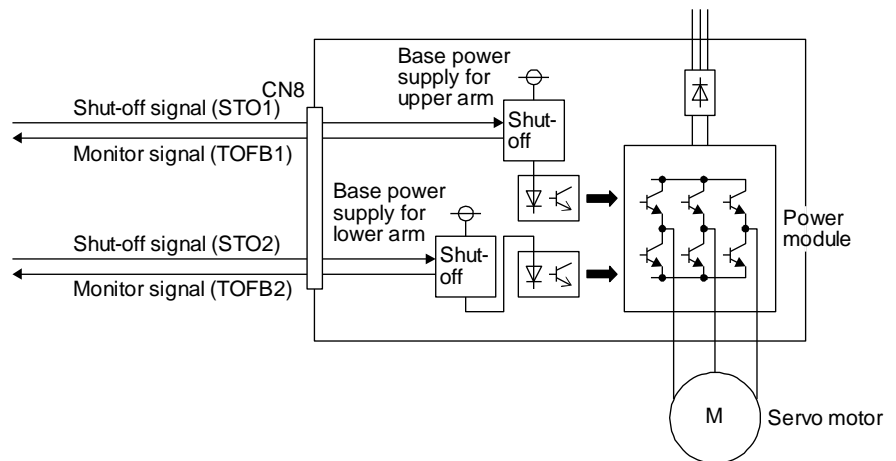 Base power
supply for
upper arm
CN8
Shut-off signal (STO1)
Shut-
off
Monitor signal (TOFB1)
Base power
supply for
lower arm
Power
module
Shut-off signal (STO2)
Shut-
off
Monitor signal (TOFB2)
M
Servo motor